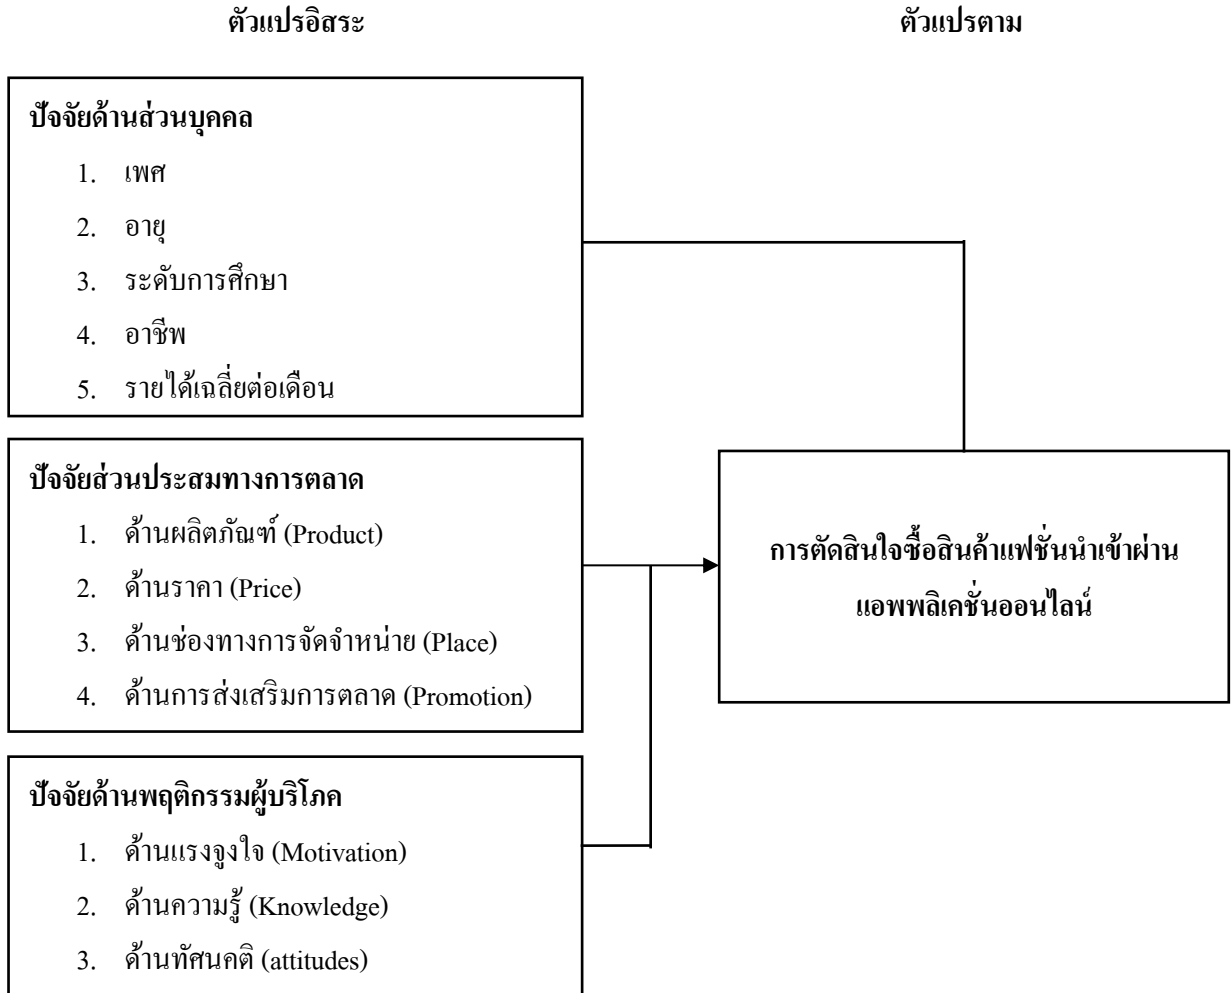 ตัวแปรอิสระ
ตัวแปรตาม
ปัจจัยด้านส่วนบุคคล
1. เพศ
2. อายุ
3. ระดับการศึกษา
4. อาชีพ
5. รายได้เฉลี่ยต่อเดือน
ปัจจัยส่วนประสมทางการตลาด
1. ด้านผลิตภัณฑ์ (Product)
2. ด้านราคา (Price)
3. ด้านช่องทางการจัดจำหน่าย (Place)
4. ด้านการส่งเสริมการตลาด (Promotion)
การตัดสินใจซื้อสินค้าแฟชั่นนำเข้าผ่าน
แอพพลิเคชั่นออนไลน์
ปัจจัยด้านพฤติกรรมผู้บริโภค
1. ด้านแรงจูงใจ (Motivation)
2. ด้านความรู้ (Knowledge)
3. ด้านทัศนคติ (attitudes)